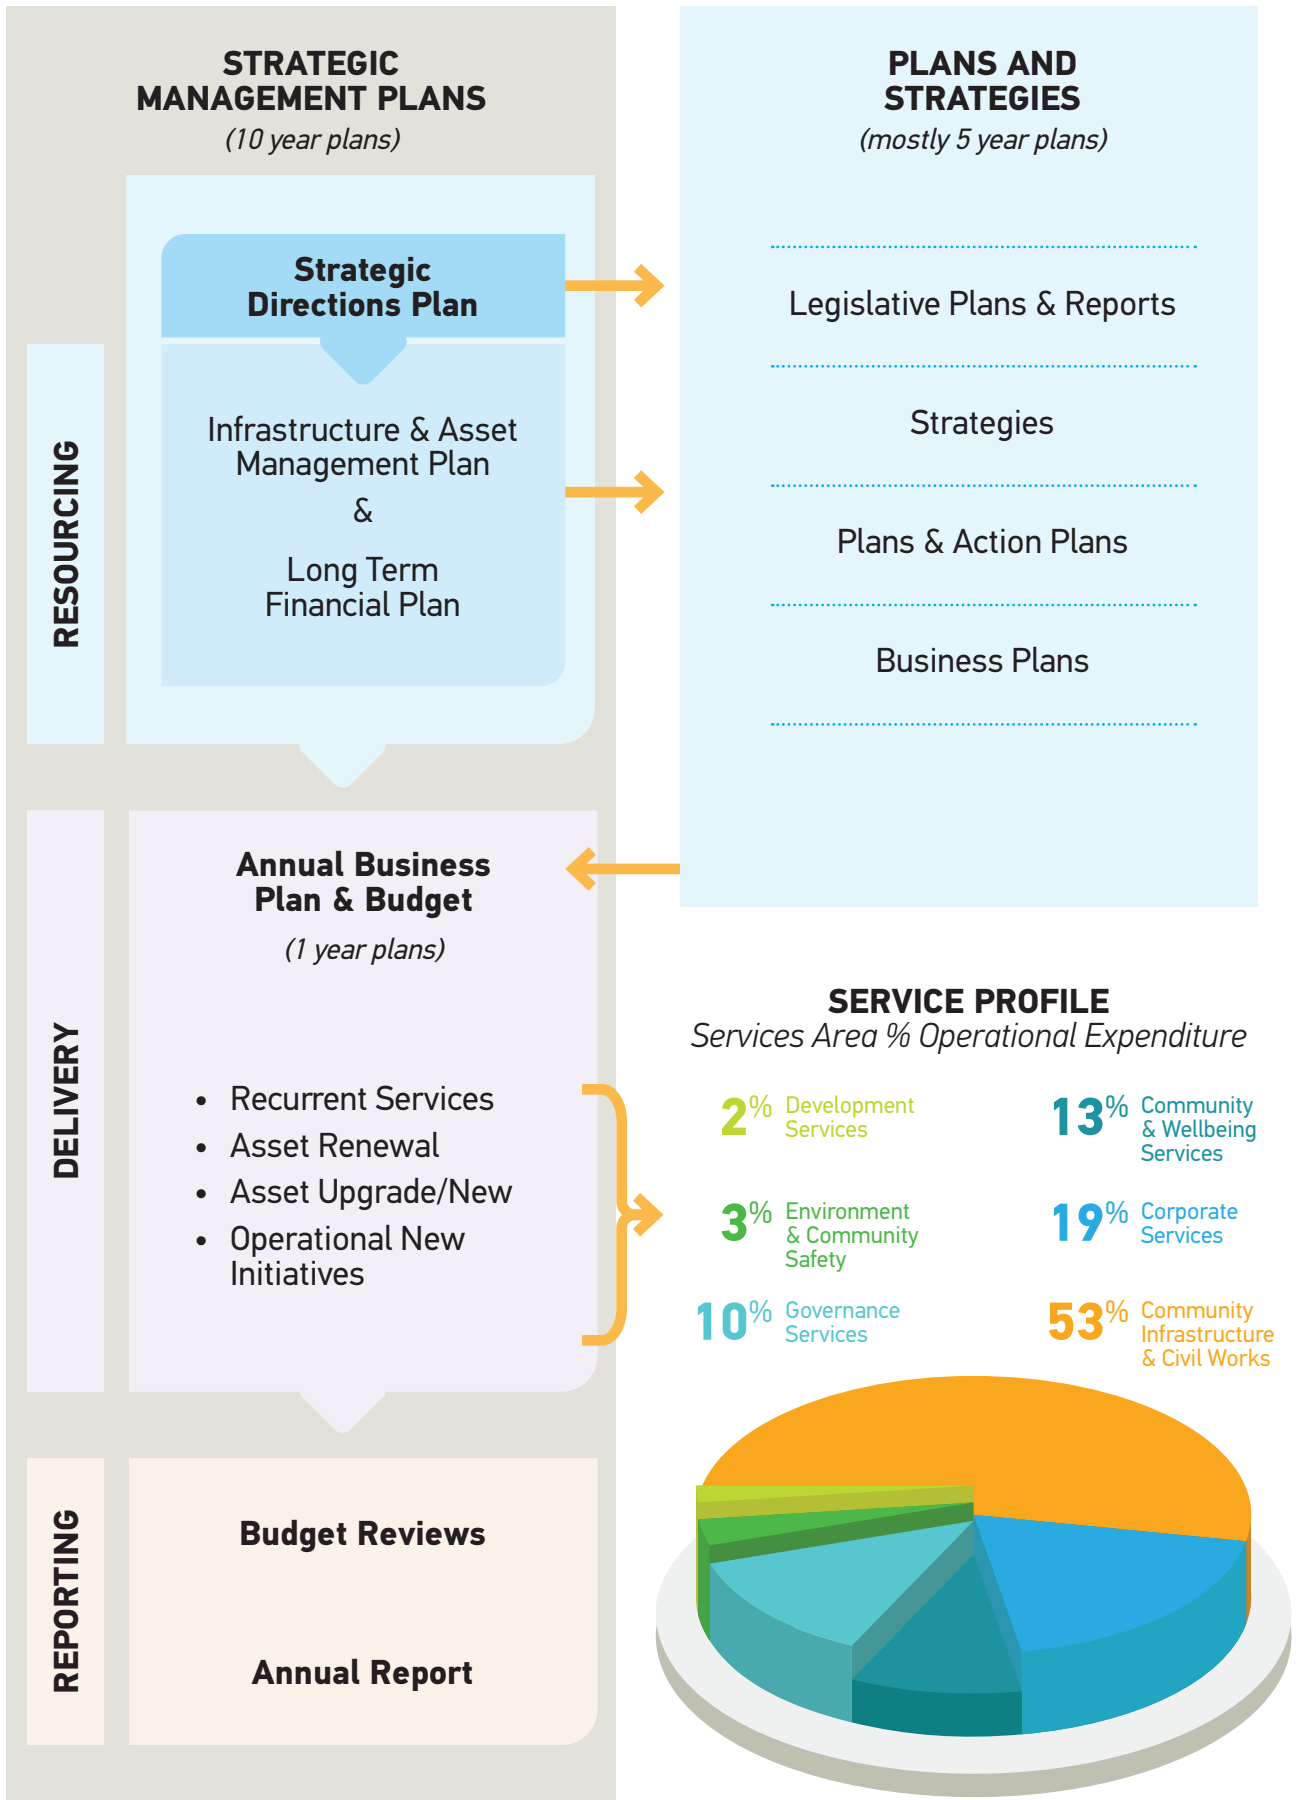 STRATEGIC
MANAGEMENT PLANS
(10 year plans)
Strategic
Directions Plan
RESOURCING
Infrastructure & Asset
Management Plan
&
Long Term
Financial Plan
PLANS AND
STRATEGIES
(mostly 5 year plans)
Legislative Plans & Reports
Strategies
Plans & Action Plans
Business Plans
DELIVERY
Annual Business
Plan & Budget
(1 year plans)
• Recurrent Services
• Asset Renewal
• Asset Upgrade/New
• Operational New
Initiatives
SERVICE PROFILE
Services Area % Operational Expenditure
2% Development
Services
3% Environment
& Community
Safety
10% Governance
Services
13% Community
& Wellbeing
Services
19% Corporate
Services
53% Community
Infrastructure
& Civil Works
REPORTING
Budget Reviews
Annual Report